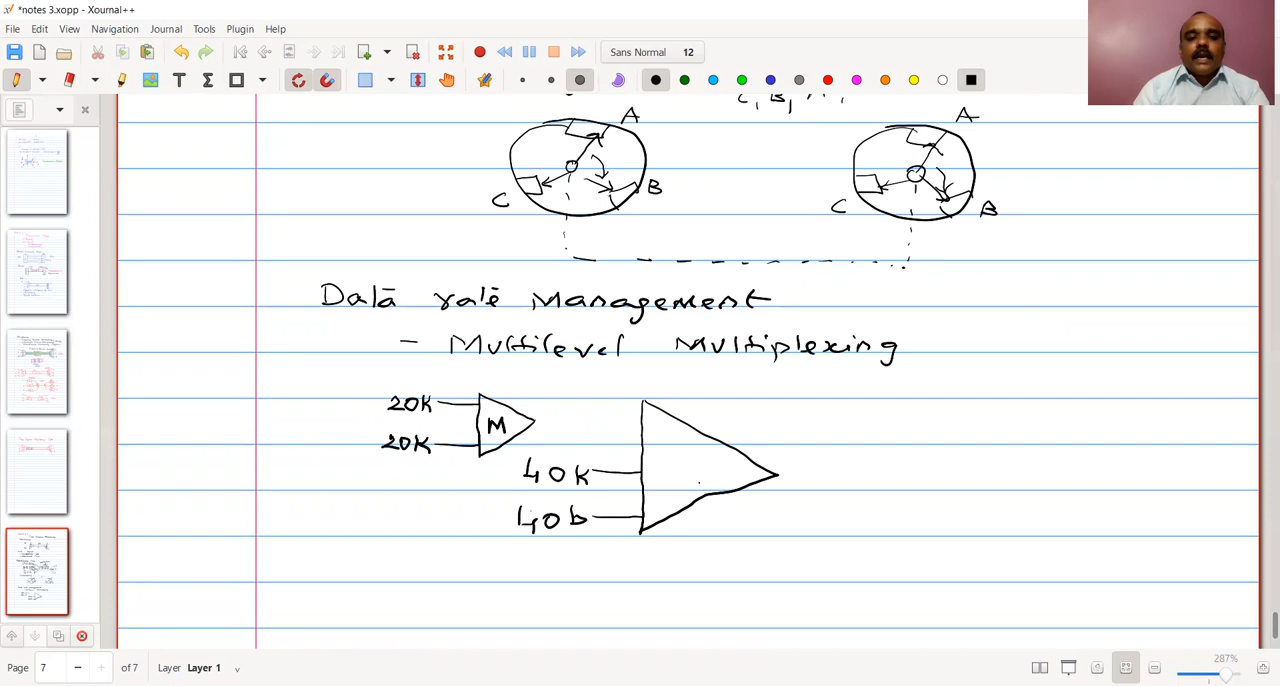 *notes 3.xopp - Xournal++
File Edit View Navigation Journal Tools Plugin Help
Sans Normal 12
C, B,
A A
B
C
C B
Data rate Management
- Multilevel Multiplexing
20K
M
20K
40K
40b
Page 7 of 7 Layer Layer 1
287%